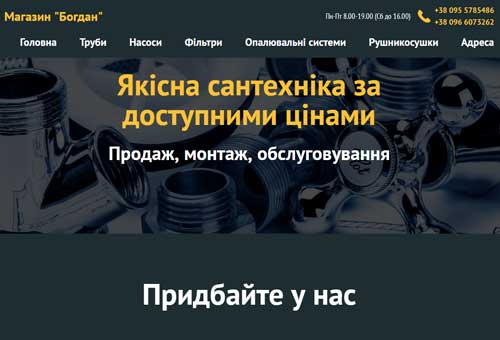 Магазин "Богдан"
Пн-Пт 8.00-19.00 (Сб до 16.00)
+38 095 5785486
+38 096 6073262
Головна Труби Насоси Фільтри Опалювальні системи Рушникосушки Адреса
Якісна сантехніка за
доступними цінами
Продаж, монтаж, обслуговування
Придбайте у нас